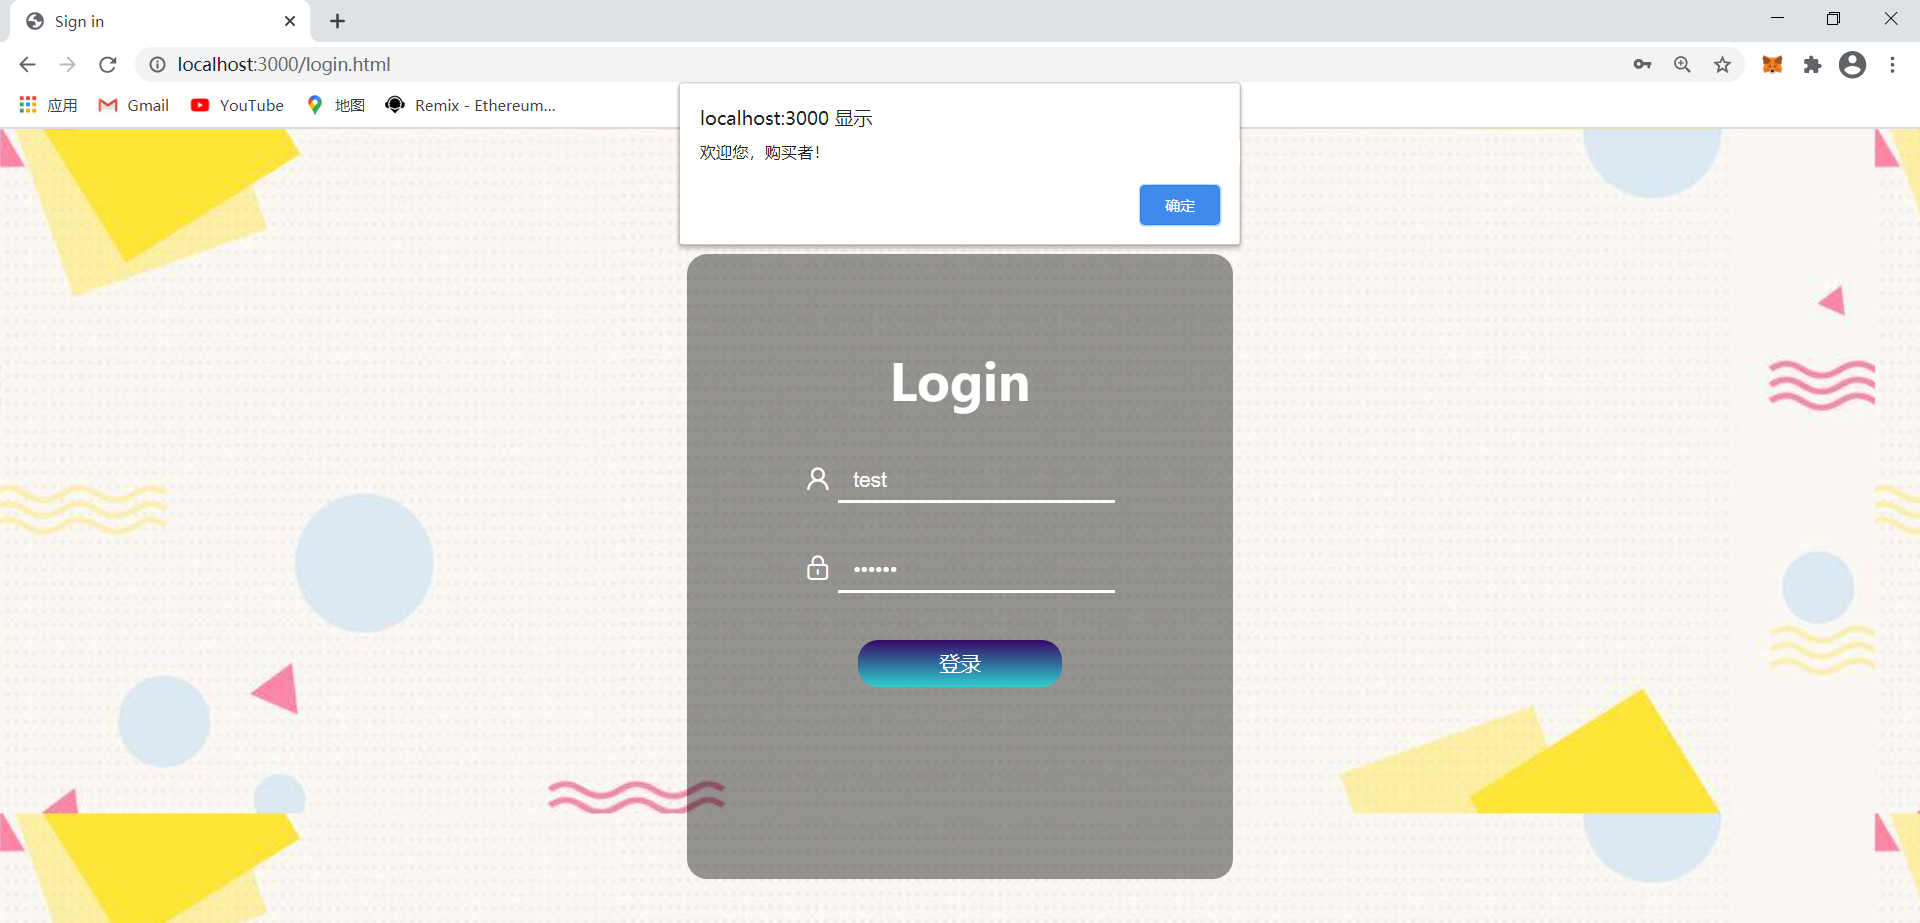 Sign in
localhost:3000/login.html
应用 Gmail YouTube 地图 Remix - Ethereum...
localhost:3000 显示
欢迎您，购买者！
确定
Login
test
••••••
登录